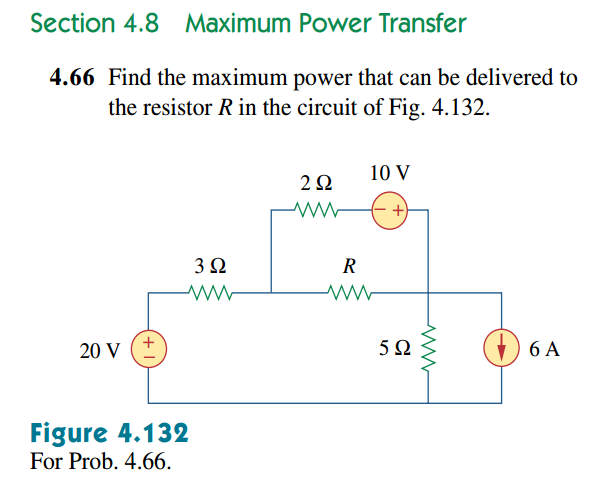 Section 4.8 Maximum Power Transfer
4.66 Find the maximum power that can be delivered to
the resistor R in the circuit of Fig. 4.132.
10 V
2 Ω
− +
3 Ω
R
20 V
+
−
5 Ω
6 A
Figure 4.132
For Prob. 4.66.